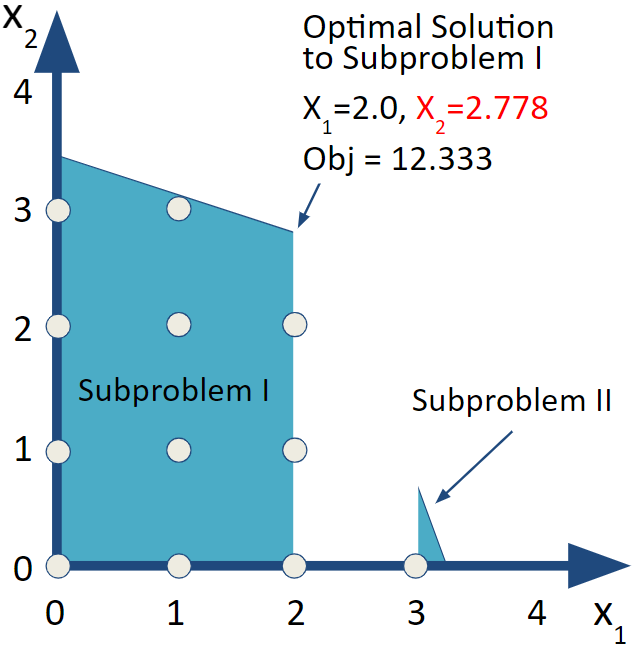 X2
Optimal Solution
to Subproblem I
X1=2.0, X2=2.778
Obj = 12.333
4
3
2
Subproblem I
Subproblem II
1
0
0 1 2 3 4 X1